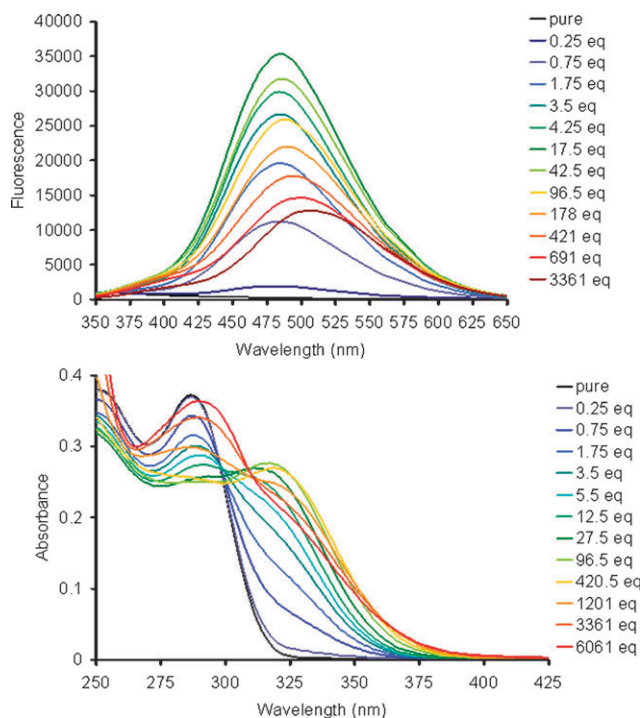 40000
35000
30000
25000
20000
15000
10000
5000
0
Fluorescence
350 375 400 425 450 475 500 525 550 575 600 625 650
Wavelength (nm)
pure
0.25 eq
0.75 eq
1.75 eq
3.5 eq
4.25 eq
17.5 eq
42.5 eq
96.5 eq
178 eq
421 eq
691 eq
3361 eq
0.4
0.3
0.2
0.1
0
Absorbance
250 275 300 325 350 375 400 425
Wavelength (nm)
pure
0.25 eq
0.75 eq
1.75 eq
3.5 eq
5.5 eq
12.5 eq
27.5 eq
96.5 eq
420.5 eq
1201 eq
3361 eq
6061 eq